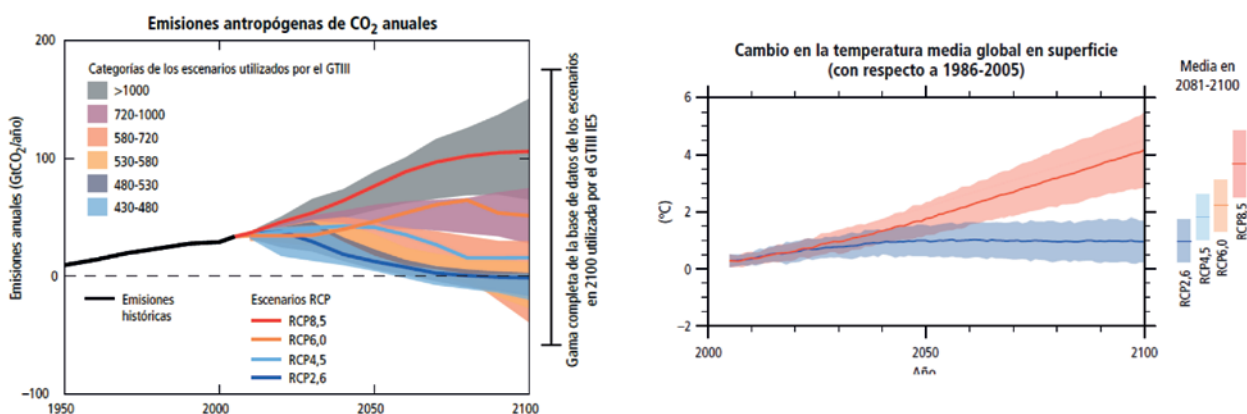 Emisiones antropógenas de CO2 anuales
200
100
0
−100
Emisiones anuales (GtCO2/año)
Categorías de los escenarios utilizados por el GTIII
>1000
720-1000
580-720
530-580
480-530
430-480
Emisiones
históricas
Escenarios RCP
RCP8,5
RCP6,0
RCP4,5
RCP2,6
1950
2000
2050
2100
Gama completa de la base de datos de los escenarios
en 2100 utilizada por el GTIII IE5
Cambio en la temperatura media global en superficie
(con respecto a 1986-2005)
6
4
2
0
−2
(ºC)
2000
2050
2100
Año
Media en
2081-2100
RCP2,6
RCP4,5
RCP6,0
RCP8,5